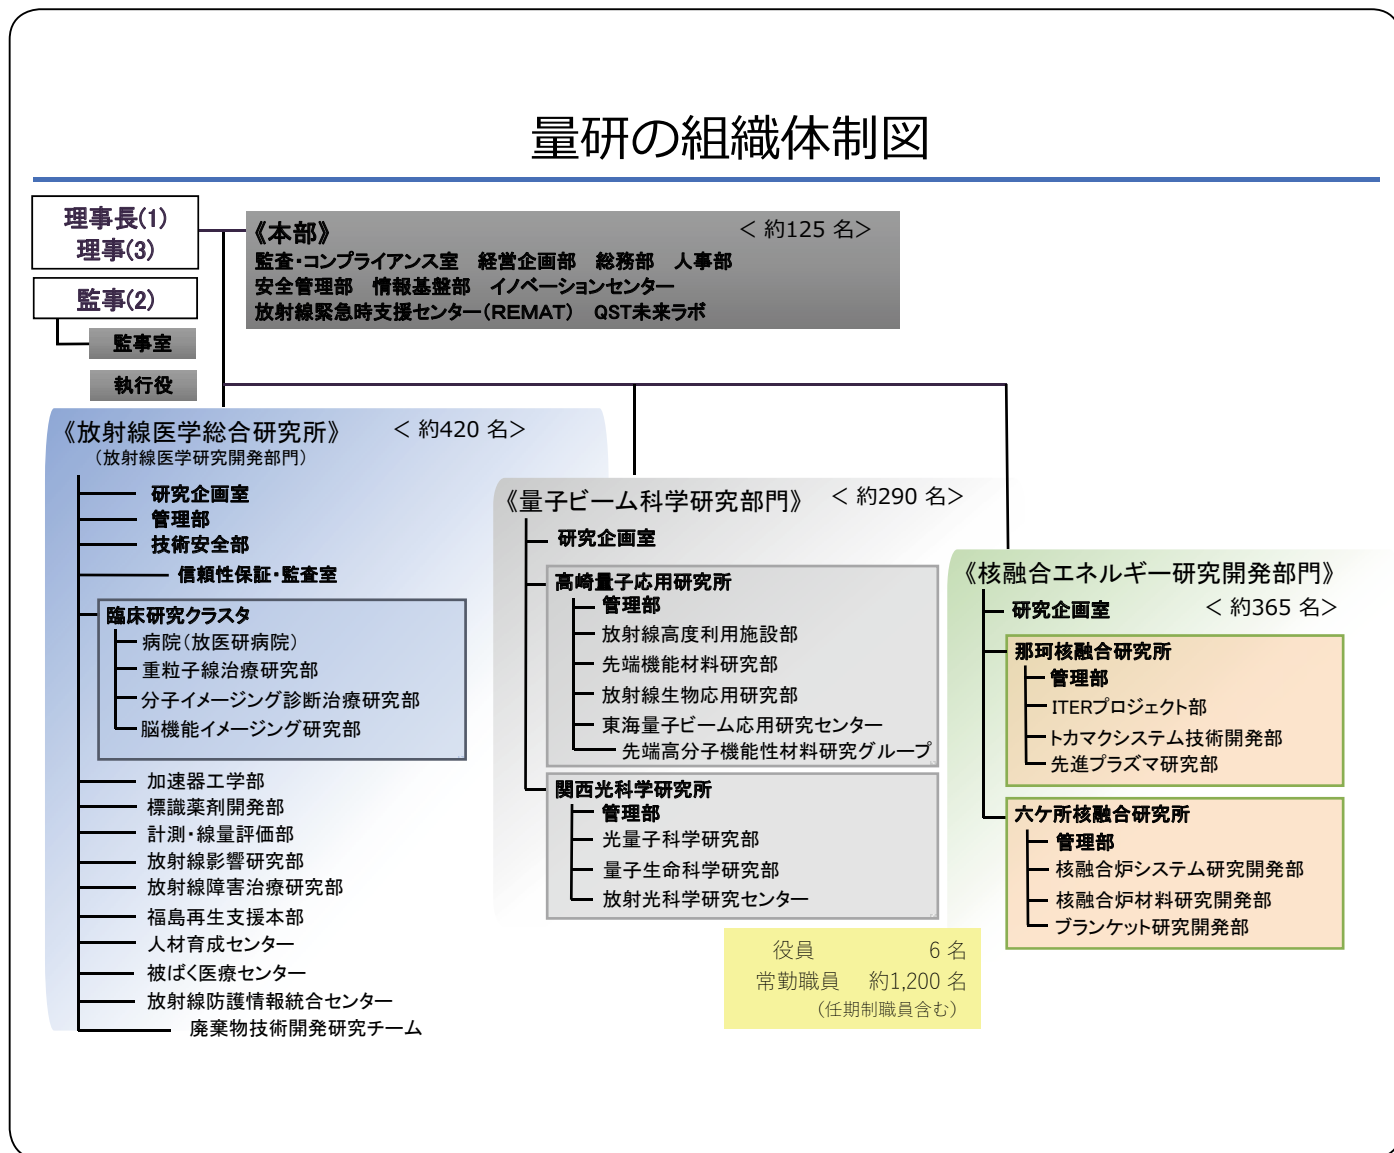 量研の組織体制図
理事長(1)
理事(3)
監事(2)
監事室
執行役
《本部》 < 約125 名>
監査・コンプライアンス室 経営企画部 総務部 人事部
安全管理部 情報基盤部 イノベーションセンター
放射線緊急時支援センター(REMAT) QST未来ラボ
《放射線医学総合研究所》 < 約420 名>
(放射線医学研究開発部門)
研究企画室
管理部
技術安全部
信頼性保証・監査室
臨床研究クラスタ
病院(放医研病院)
重粒子線治療研究部
分子イメージング診断治療研究部
脳機能イメージング研究部
加速器工学部
標識薬剤開発部
計測・線量評価部
放射線影響研究部
放射線障害治療研究部
福島再生支援本部
人材育成センター
被ばく医療センター
放射線防護情報統合センター
廃棄物技術開発研究チーム
《量子ビーム科学研究部門》 < 約290 名>
研究企画室
高崎量子応用研究所
管理部
放射線高度利用施設部
先端機能材料研究部
放射線生物応用研究部
東海量子ビーム応用研究センター
先端高分子機能性材料研究グループ
関西光科学研究所
管理部
光量子科学研究部
量子生命科学研究部
放射光科学研究センター
《核融合エネルギー研究開発部門》
研究企画室 < 約365 名>
那珂核融合研究所
管理部
ITERプロジェクト部
トカマクシステム技術開発部
先進プラズマ研究部
六ケ所核融合研究所
管理部
核融合炉システム研究開発部
核融合炉材料研究開発部
ブランケット研究開発部
役員 6 名
常勤職員 約1,200 名
(任期制職員含む)